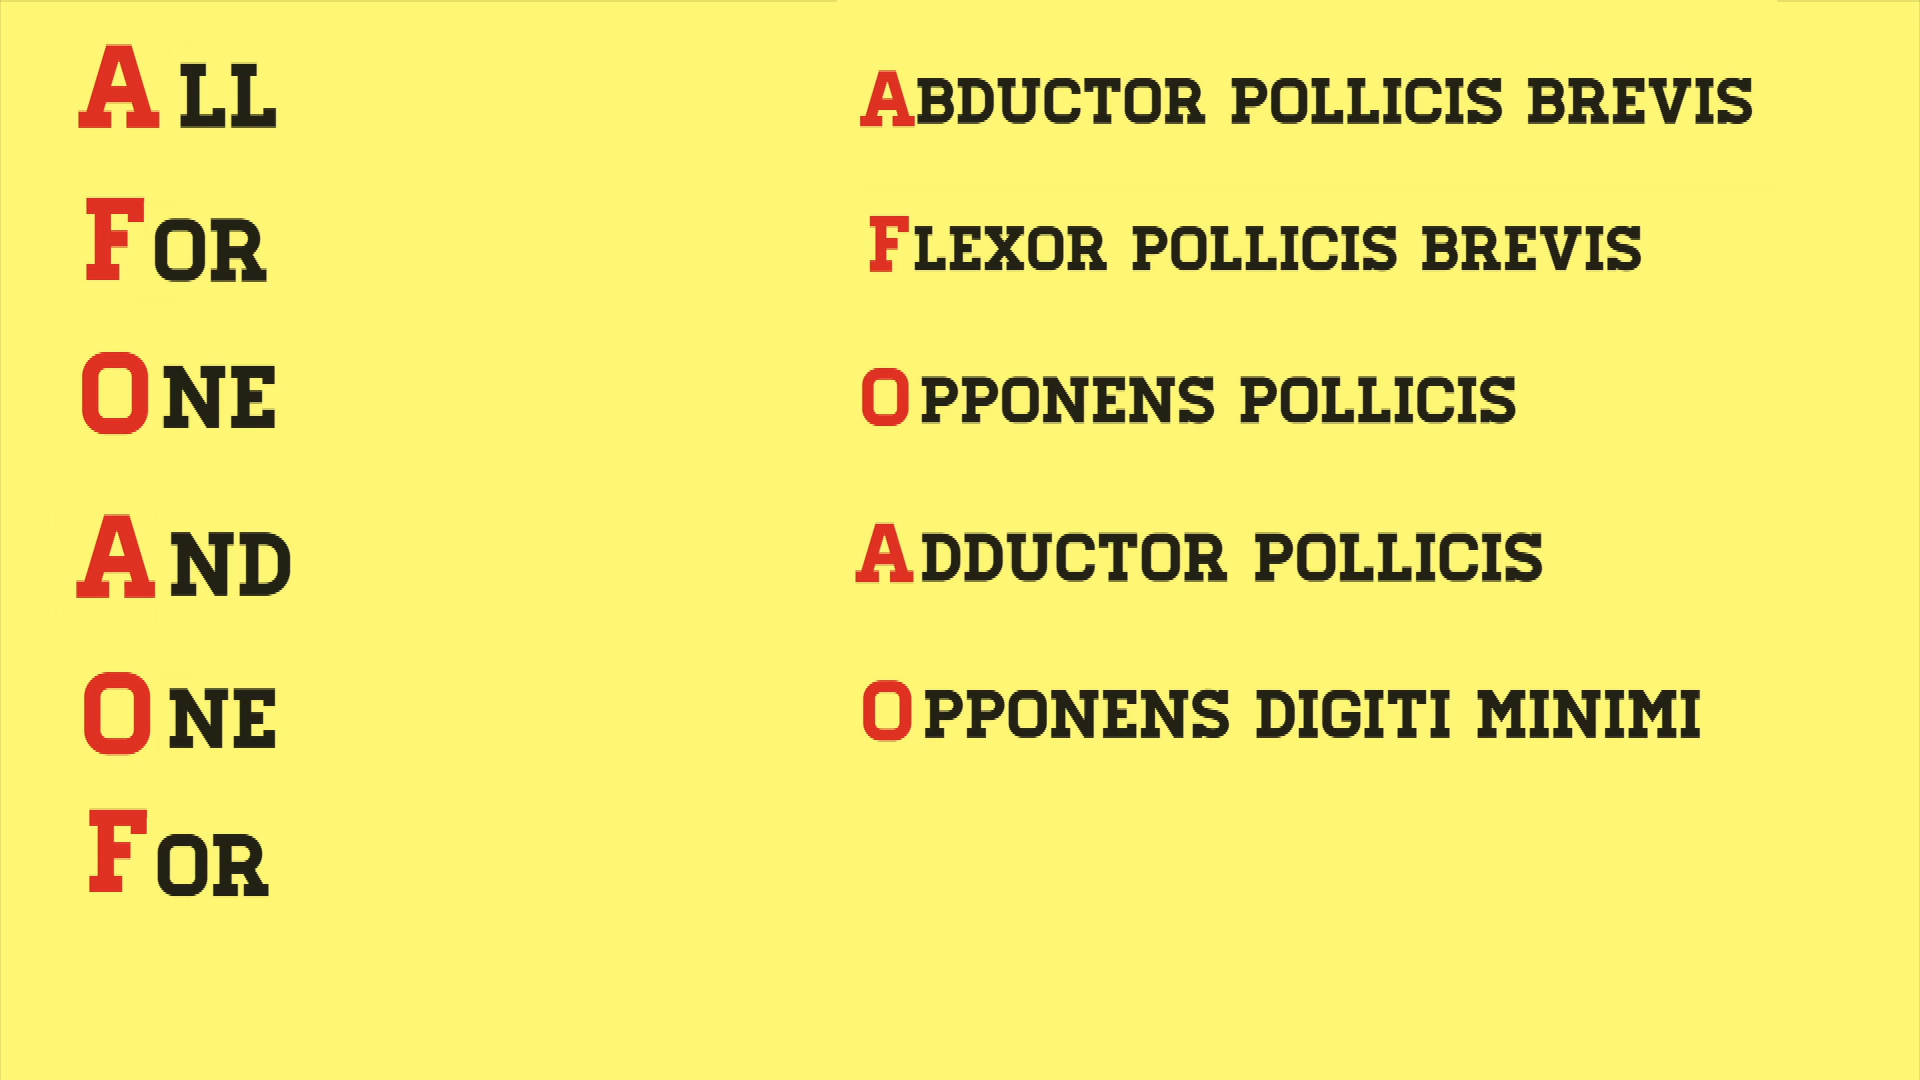 ALL ABDUCTOR POLLICIS BREVIS
FOR FLEXOR POLLICIS BREVIS
ONE OPPONENS POLLICIS
AND ADDUCTOR POLLICIS
ONE OPPONENS DIGITI MINIMI
FOR